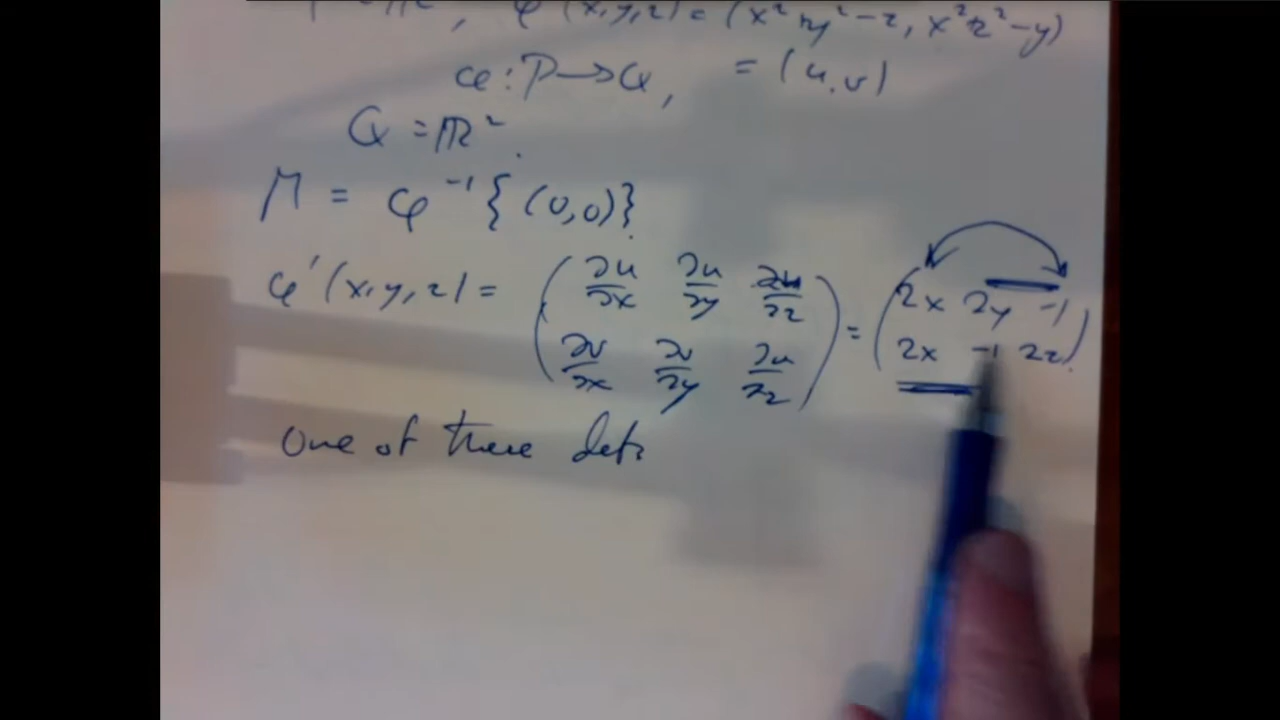 φ(x,y,z) = (x² + y² - z, x² + z² - y)
φ : P → Q, = (u,v)
Q = ℝ².
M = φ⁻¹{(0,0)}.
φ'(x,y,z) = ( ∂u/∂x ∂u/∂y ∂u/∂z ; ∂v/∂x ∂v/∂y ∂u/∂z ) = ( 2x 2y -1 ; 2x -1 2z ).
One of these dets